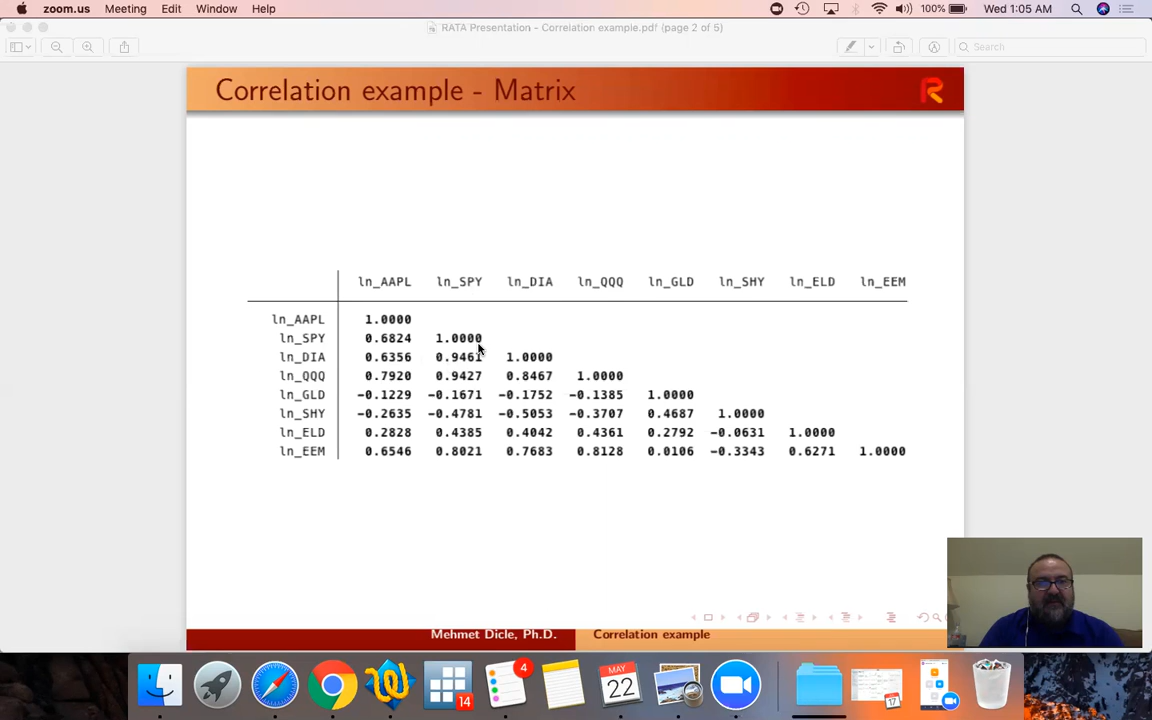 zoom.us Meeting Edit Window Help 100% Wed 1:05 AM
RATA Presentation - Correlation example.pdf (page 2 of 5)
Search
Correlation example - Matrix
ln_AAPL ln_SPY ln_DIA ln_QQQ ln_GLD ln_SHY ln_ELD ln_EEM
ln_AAPL 1.0000
ln_SPY 0.6824 1.0000
ln_DIA 0.6356 0.9461 1.0000
ln_QQQ 0.7920 0.9427 0.8467 1.0000
ln_GLD -0.1229 -0.1671 -0.1752 -0.1385 1.0000
ln_SHY -0.2635 -0.4781 -0.5053 -0.3707 0.4687 1.0000
ln_ELD 0.2828 0.4385 0.4042 0.4361 0.2792 -0.0631 1.0000
ln_EEM 0.6546 0.8021 0.7683 0.8128 0.0106 -0.3343 0.6271 1.0000
Mehmet Dicle, Ph.D. Correlation example
4
14
MAY
22
17